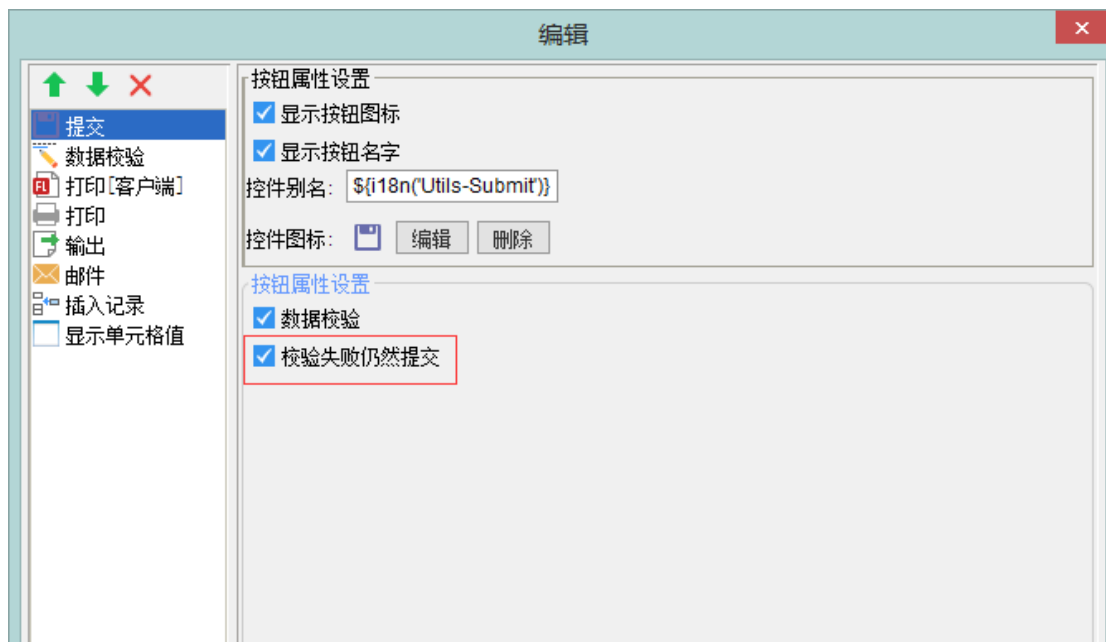 编辑
提交
数据校验
打印[客户端]
打印
输出
邮件
插入记录
显示单元格值
按钮属性设置
显示按钮图标
显示按钮名字
控件别名: ${i18n('Utils-Submit')}
控件图标: 编辑 删除
按钮属性设置
数据校验
校验失败仍然提交